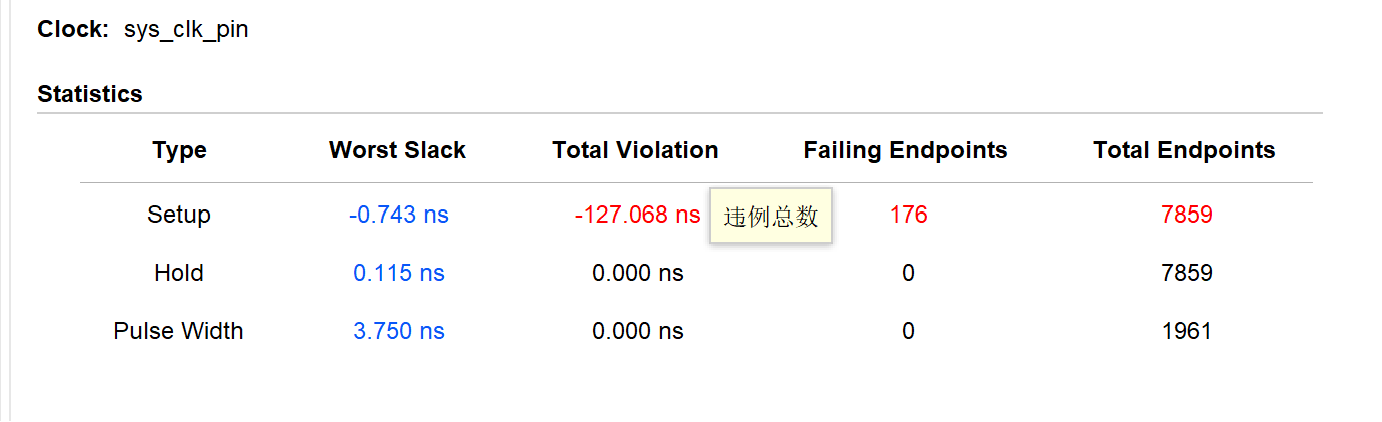 Clock: sys_clk_pin
Statistics
Type Worst Slack Total Violation Failing Endpoints Total Endpoints
Setup -0.743 ns -127.068 ns 违例总数 176 7859
Hold 0.115 ns 0.000 ns 0 7859
Pulse Width 3.750 ns 0.000 ns 0 1961